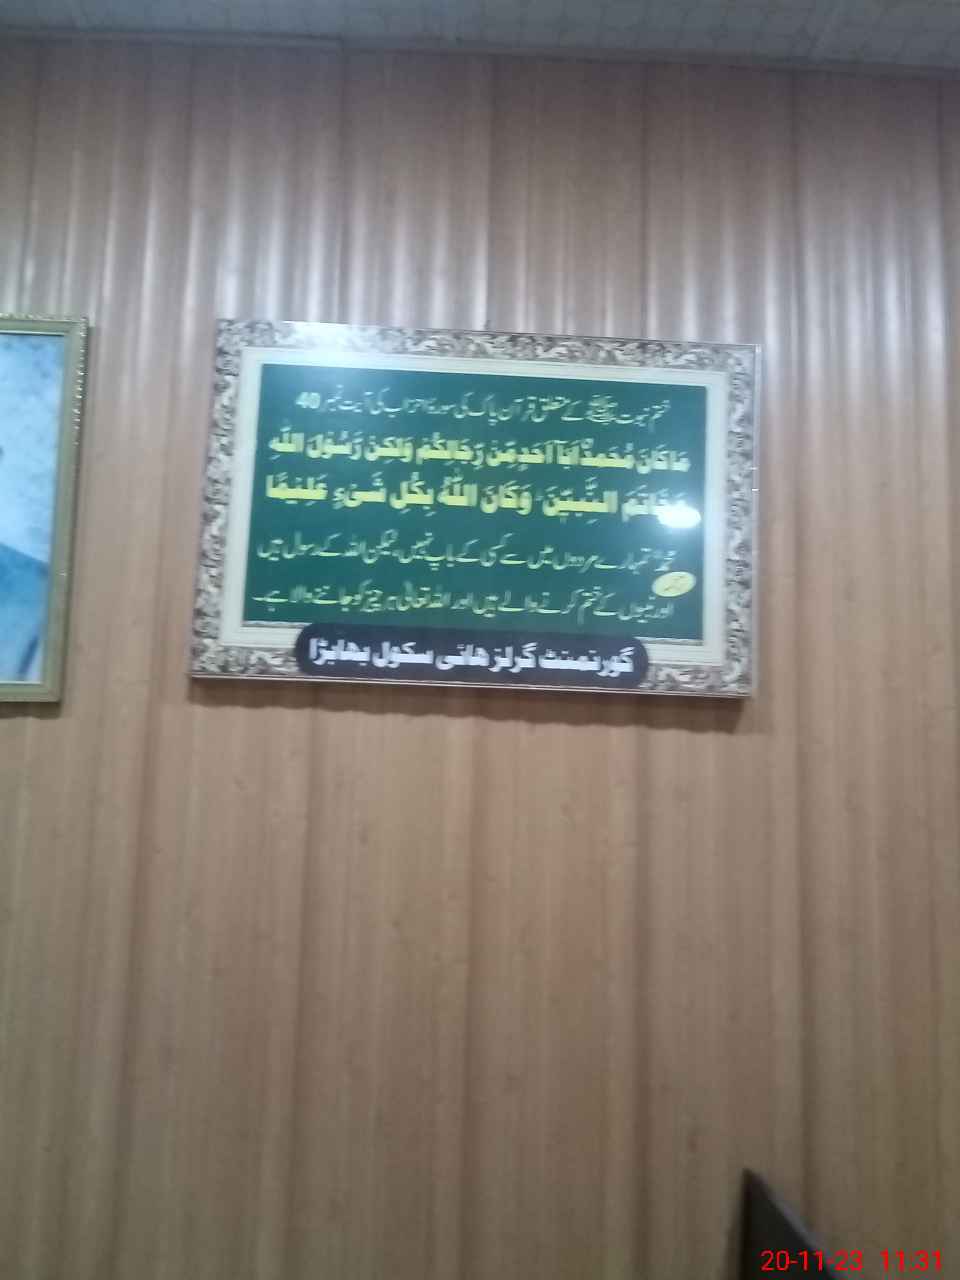 ختم نبوت ﷺ کے متعلق قرآن پاک کی سورۃ احزاب کی آیت نمبر 40
مَا كَانَ مُحَمَّدٌ اَبَآ اَحَدٍ مِّنْ رِّجَالِكُمْ وَلٰكِنْ رَّسُوْلَ اللّٰهِ
وَخَاتَمَ النَّبِيّٖنَ ؕ وَكَانَ اللّٰهُ بِكُلِّ شَیْءٍ عَلِيْمًا
محمدؐ تمہارے مردوں میں سے کسی کے باپ نہیں، لیکن اللہ کے رسول ہیں
اور نبیوں کے ختم کرنے والے ہیں اور اللہ تعالیٰ ہر چیز کو جاننے والا ہے۔
گورنمنٹ گرلز ھائی سکول بھابڑا
20-11-23 11:31